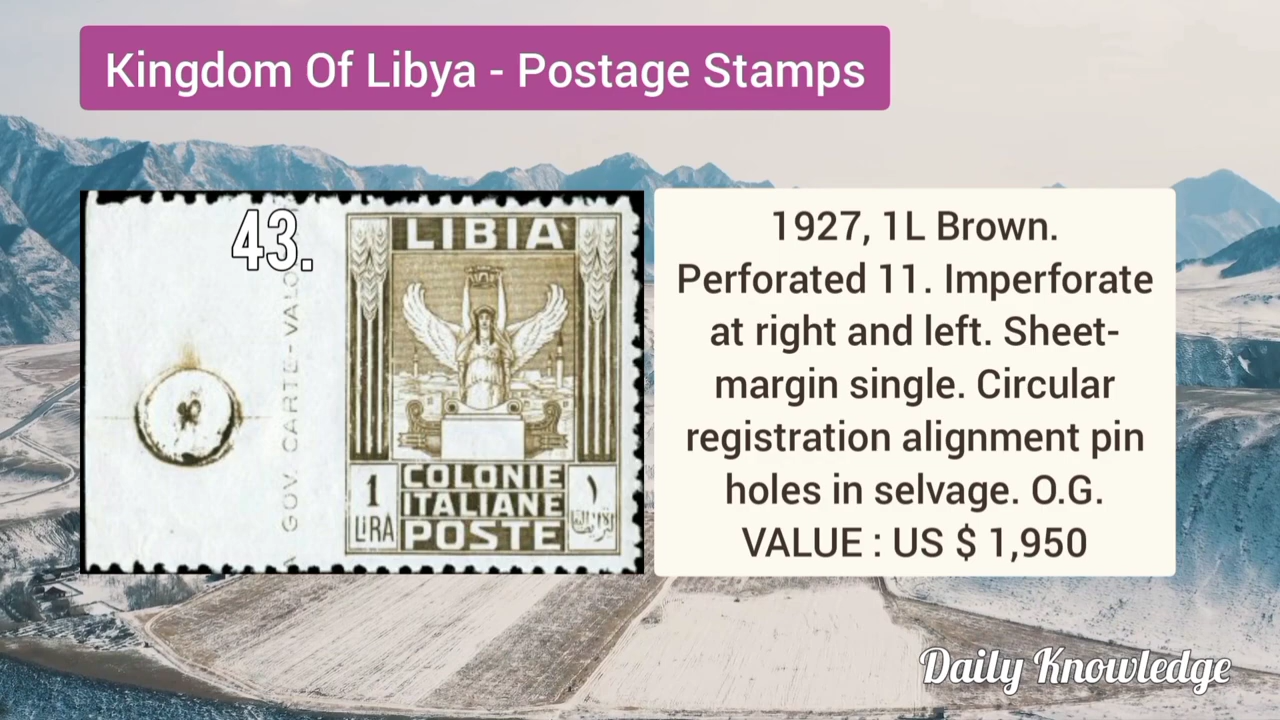 Kingdom Of Libya - Postage Stamps
43.
GOV. CARTE-VALO
LIBIA
1
LIRA
COLONIE
ITALIANE
POSTE
١
1927, 1L Brown.
Perforated 11. Imperforate
at right and left. Sheet-
margin single. Circular
registration alignment pin
holes in selvage. O.G.
VALUE : US $ 1,950
Daily Knowledge